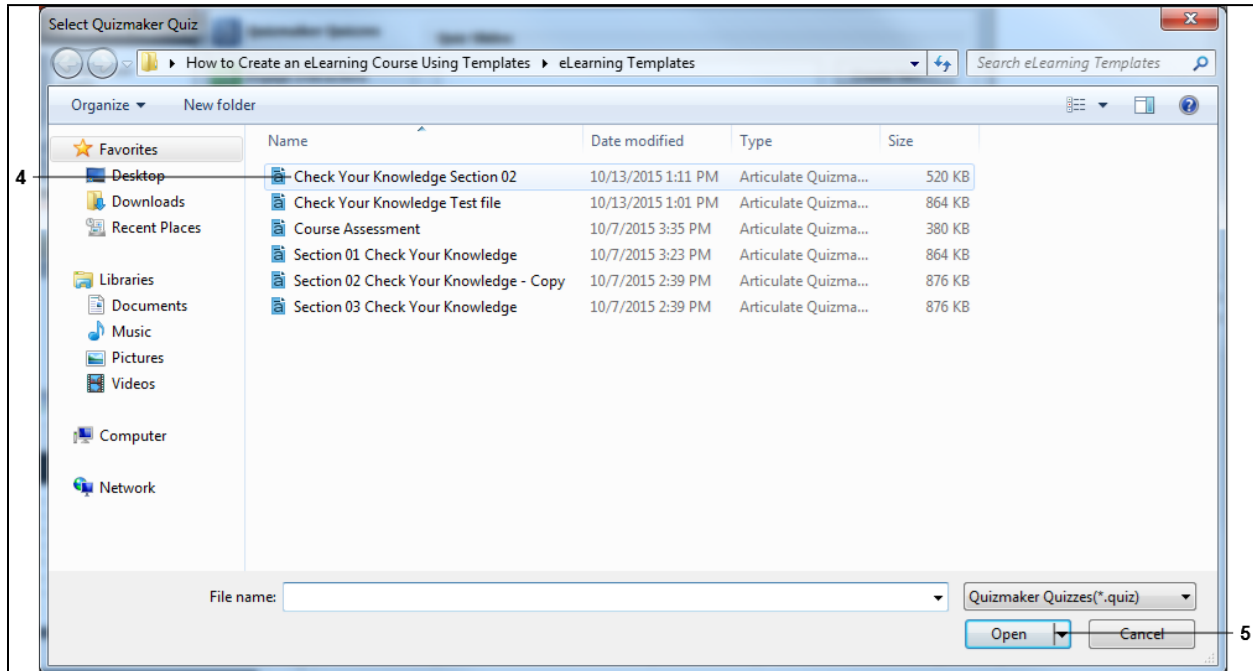 Select Quizmaker Quiz
Quizmaker Quizzes
How to Create an eLearning Course Using Templates eLearning Templates
Search eLearning Templates
Organize New folder
Name Date modified Type Size
Favorites
Desktop
Downloads
Recent Places
Libraries
Documents
Music
Pictures
Videos
Computer
Network
4
Check Your Knowledge Section 02 10/13/2015 1:11 PM Articulate Quizma... 520 KB
Check Your Knowledge Test file 10/13/2015 1:01 PM Articulate Quizma... 864 KB
Course Assessment 10/7/2015 3:35 PM Articulate Quizma... 380 KB
Section 01 Check Your Knowledge 10/7/2015 3:23 PM Articulate Quizma... 864 KB
Section 02 Check Your Knowledge - Copy 10/7/2015 2:39 PM Articulate Quizma... 876 KB
Section 03 Check Your Knowledge 10/7/2015 2:39 PM Articulate Quizma... 876 KB
File name:
Quizmaker Quizzes(*.quiz)
Open Cancel
5